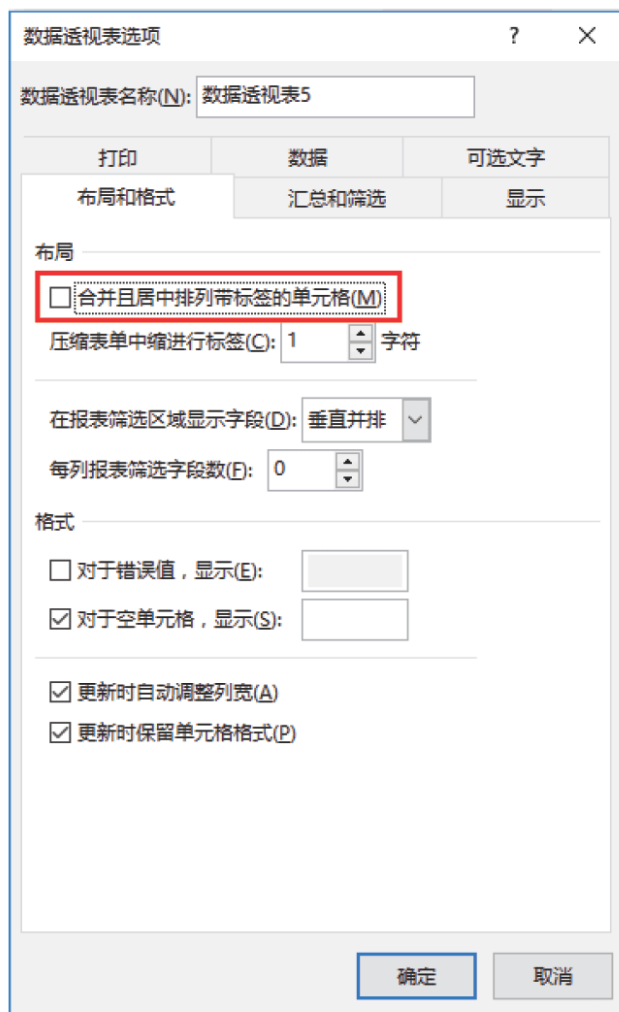 数据透视表选项 ?
数据透视表名称(N): 数据透视表5
打印 数据 可选文字
布局和格式 汇总和筛选 显示
布局
合并且居中排列带标签的单元格(M)
压缩表单中缩进行标签(C): 1 字符
在报表筛选区域显示字段(D): 垂直并排
每列报表筛选字段数(F): 0
格式
对于错误值，显示(E):
对于空单元格，显示(S):
更新时自动调整列宽(A)
更新时保留单元格格式(P)
确定 取消